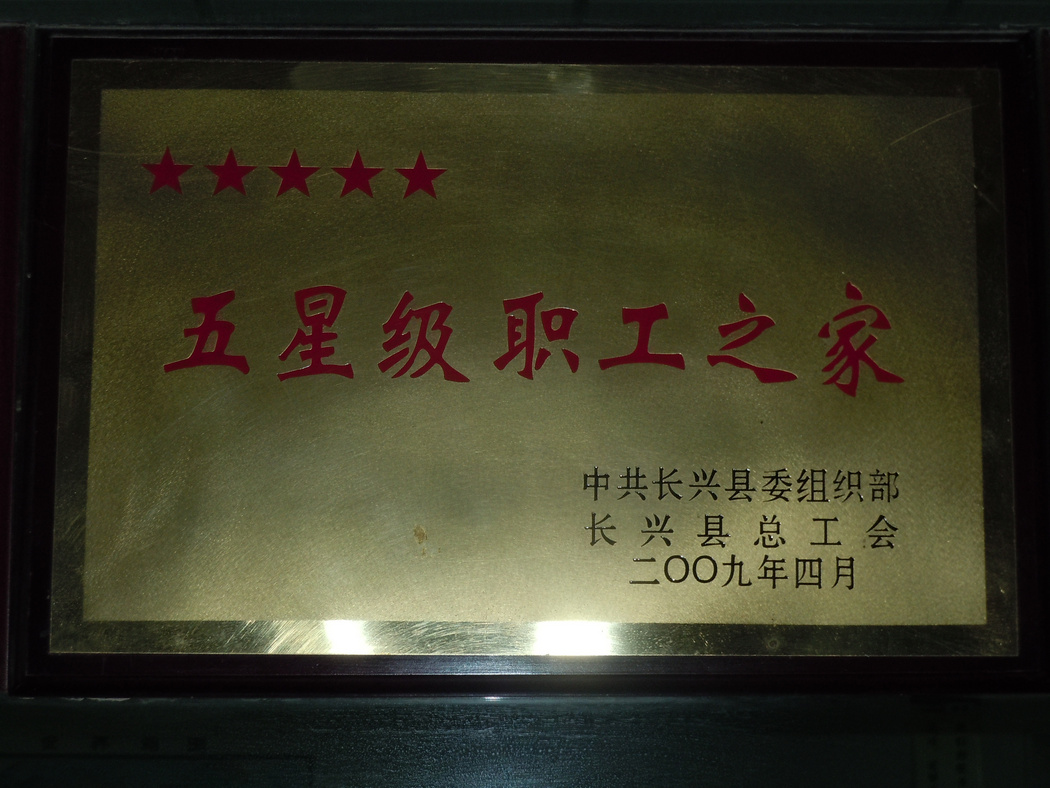 ★★★★★
五星级职工之家
中共长兴县委组织部
长兴县总工会
二〇〇九年四月